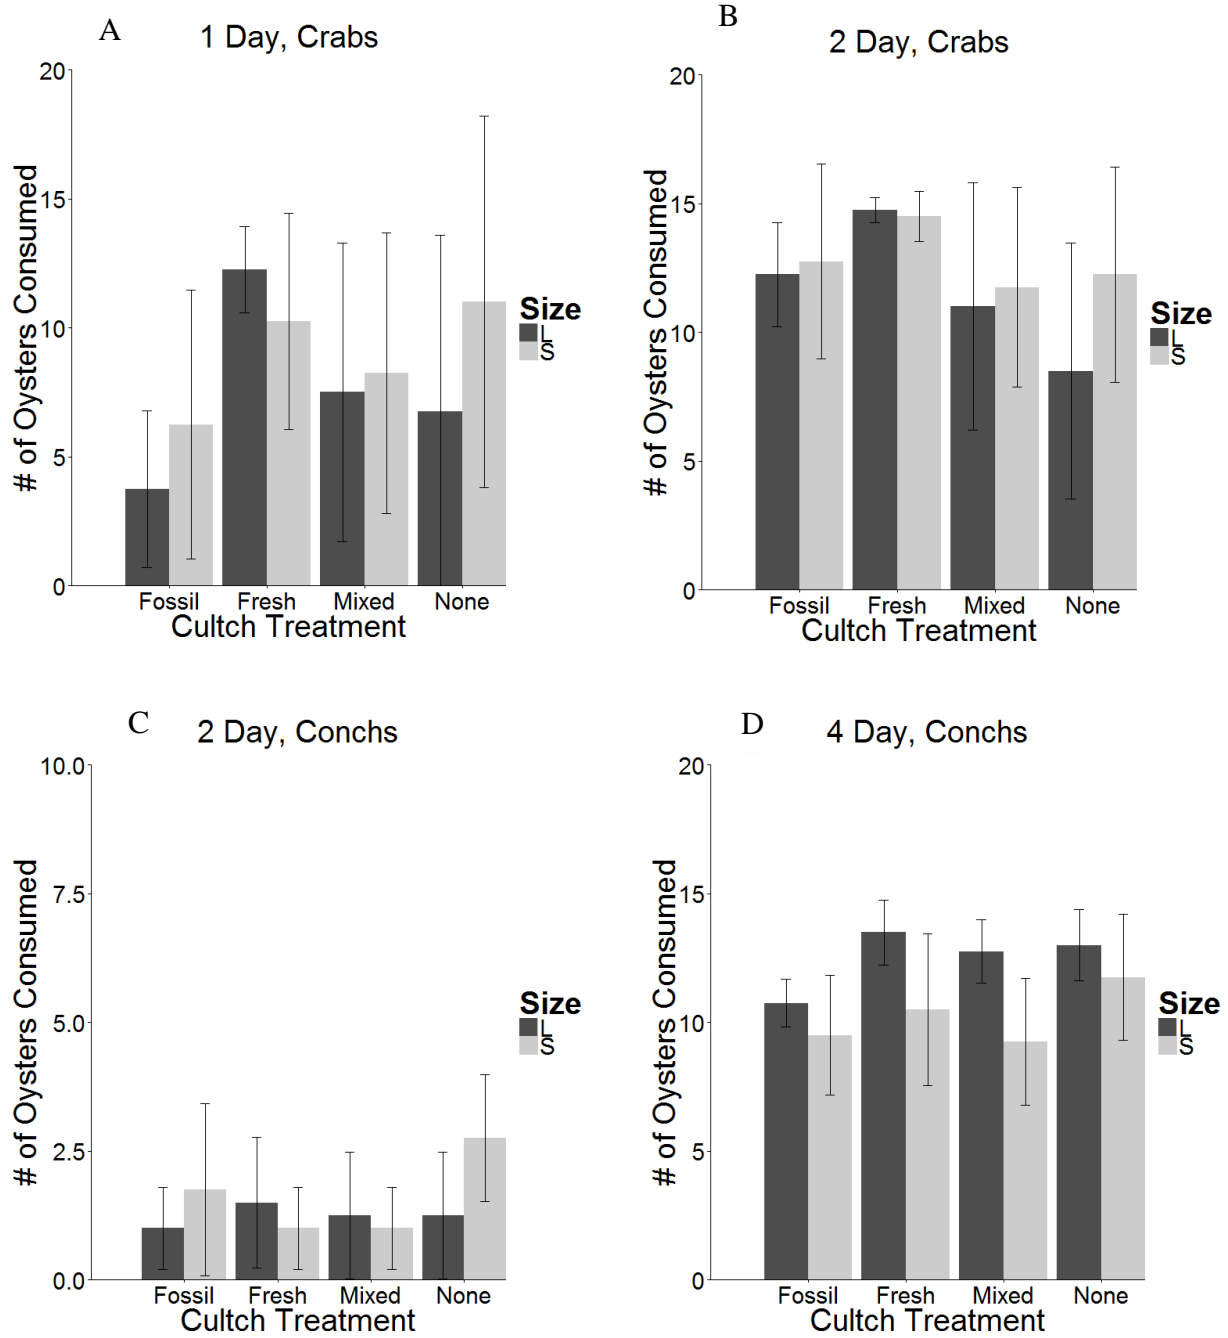 A
1 Day, Crabs
# of Oysters Consumed
20
15
10
5
0
Fossil Fresh Mixed None
Cultch Treatment
Size
L
S
B
2 Day, Crabs
# of Oysters Consumed
20
15
10
5
0
Fossil Fresh Mixed None
Cultch Treatment
Size
L
S
C
2 Day, Conchs
# of Oysters Consumed
10.0
7.5
5.0
2.5
0.0
Fossil Fresh Mixed None
Cultch Treatment
Size
L
S
D
4 Day, Conchs
# of Oysters Consumed
20
15
10
5
0
Fossil Fresh Mixed None
Cultch Treatment
Size
L
S